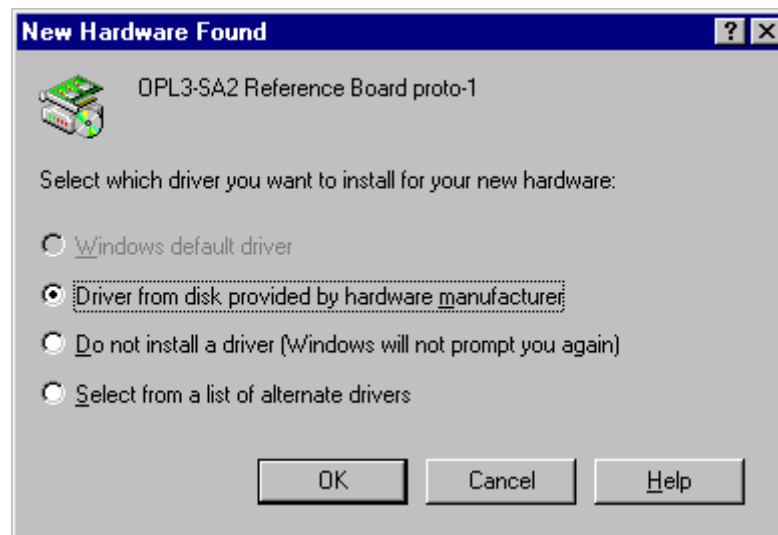 New Hardware Found
OPL3-SA2 Reference Board proto-1
Select which driver you want to install for your new hardware:
Windows default driver
Driver from disk provided by hardware manufacturer
Do not install a driver (Windows will not prompt you again)
Select from a list of alternate drivers
OK Cancel Help